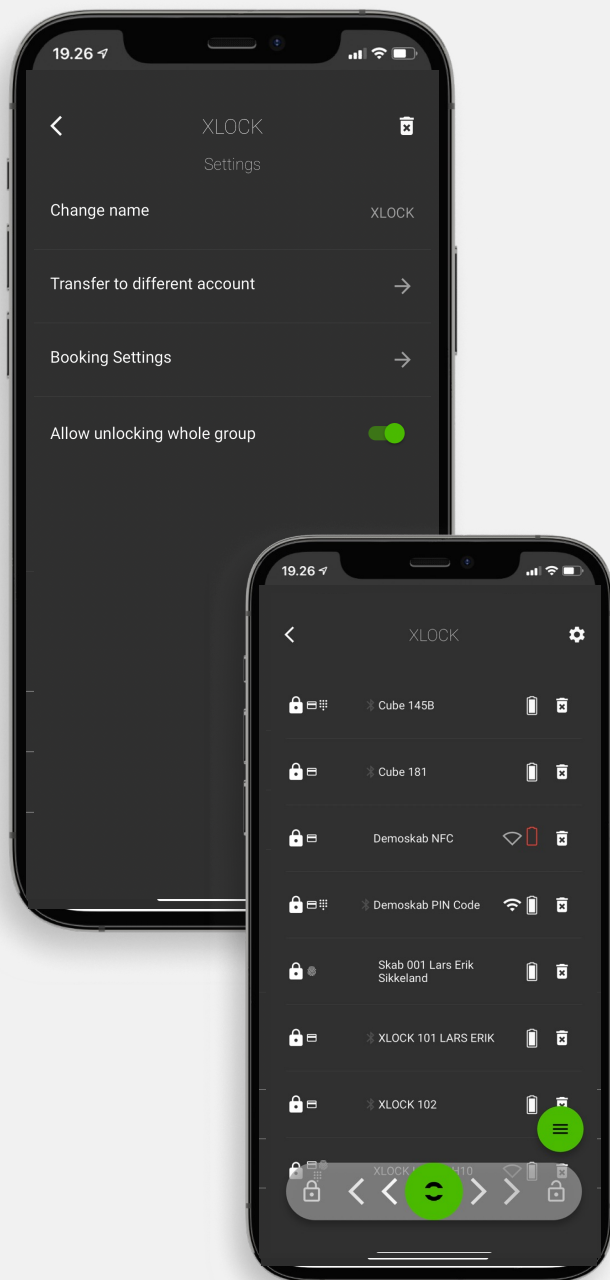 19.26
XLOCK
Settings
Change name
XLOCK
Transfer to different account
Booking Settings
Allow unlocking whole group
19.26
XLOCK
Cube 145B
Cube 181
Demoskab NFC
Demoskab PIN Code
Skab 001 Lars Erik
Sikkeland
XLOCK 101 LARS ERIK
XLOCK 102
XLOCK